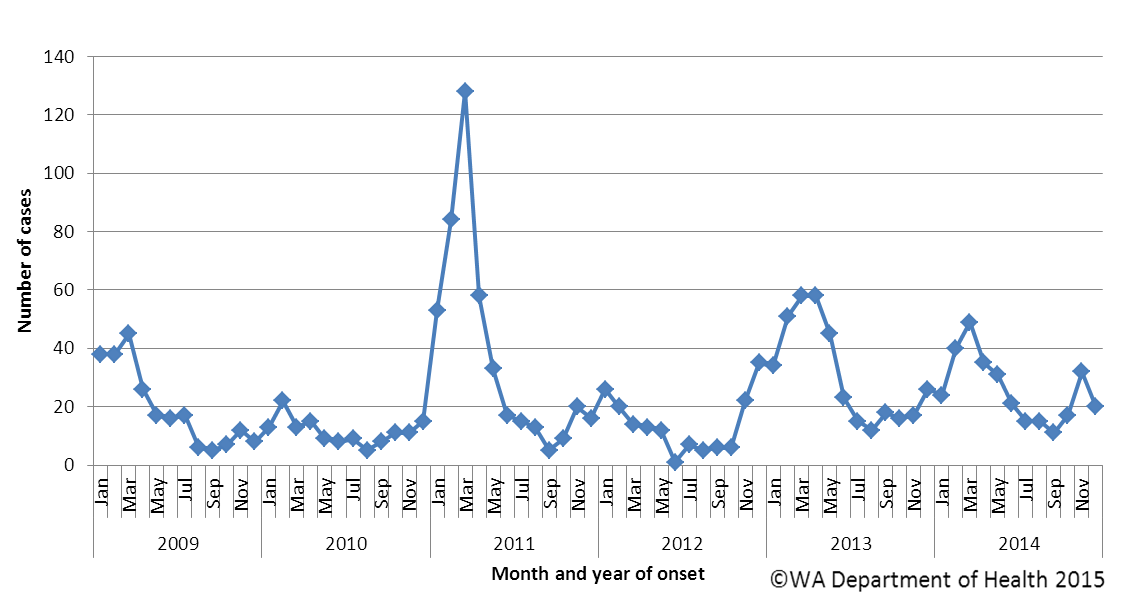 140
120
100
80
60
40
20
0
Number of cases
Jan Mar May Jul Sep Nov Jan Mar May Jul Sep Nov Jan Mar May Jul Sep Nov Jan Mar May Jul Sep Nov Jan Mar May Jul Sep Nov Jan Mar May Jul Sep Nov
2009 2010 2011 2012 2013 2014
Month and year of onset
©WA Department of Health 2015